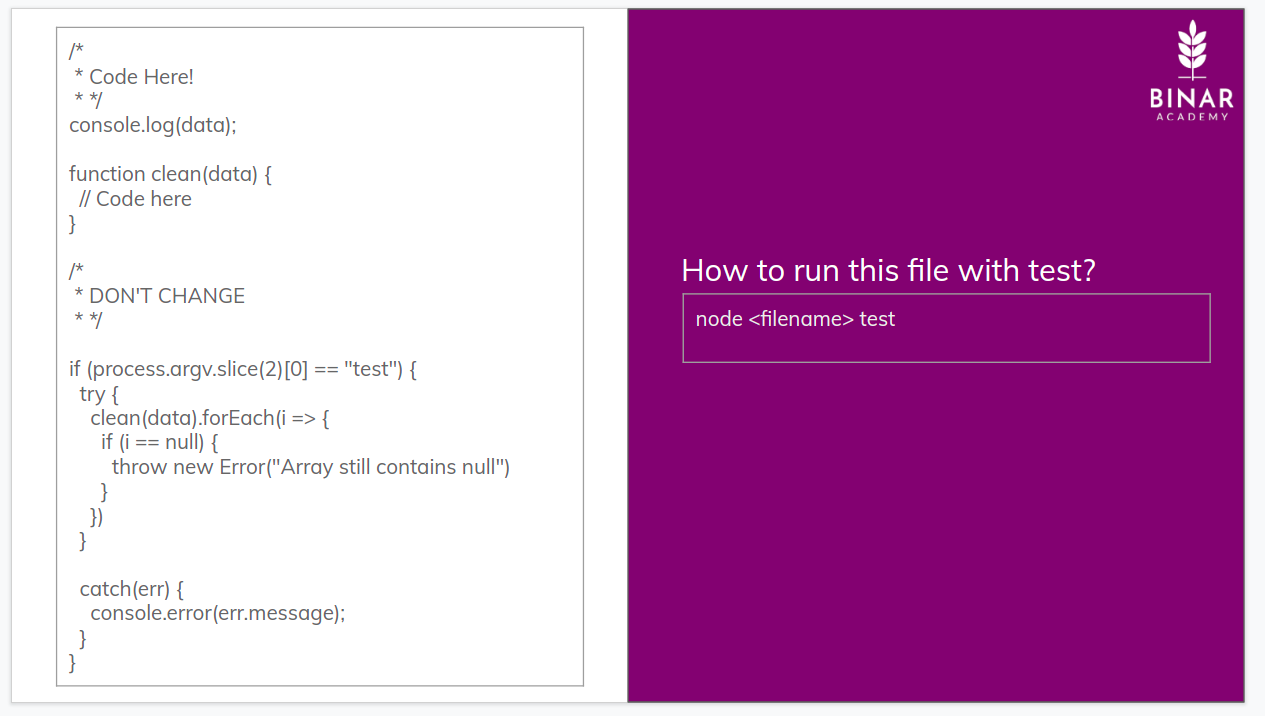 /*
 * Code Here!
 * */
console.log(data);

function clean(data) {
  // Code here
}

/*
 * DON'T CHANGE
 * */

if (process.argv.slice(2)[0] == "test") {
  try {
    clean(data).forEach(i => {
      if (i == null) {
        throw new Error("Array still contains null")
      }
    })
  }

  catch(err) {
    console.error(err.message);
  }
}
BINAR
ACADEMY
How to run this file with test?
node <filename> test